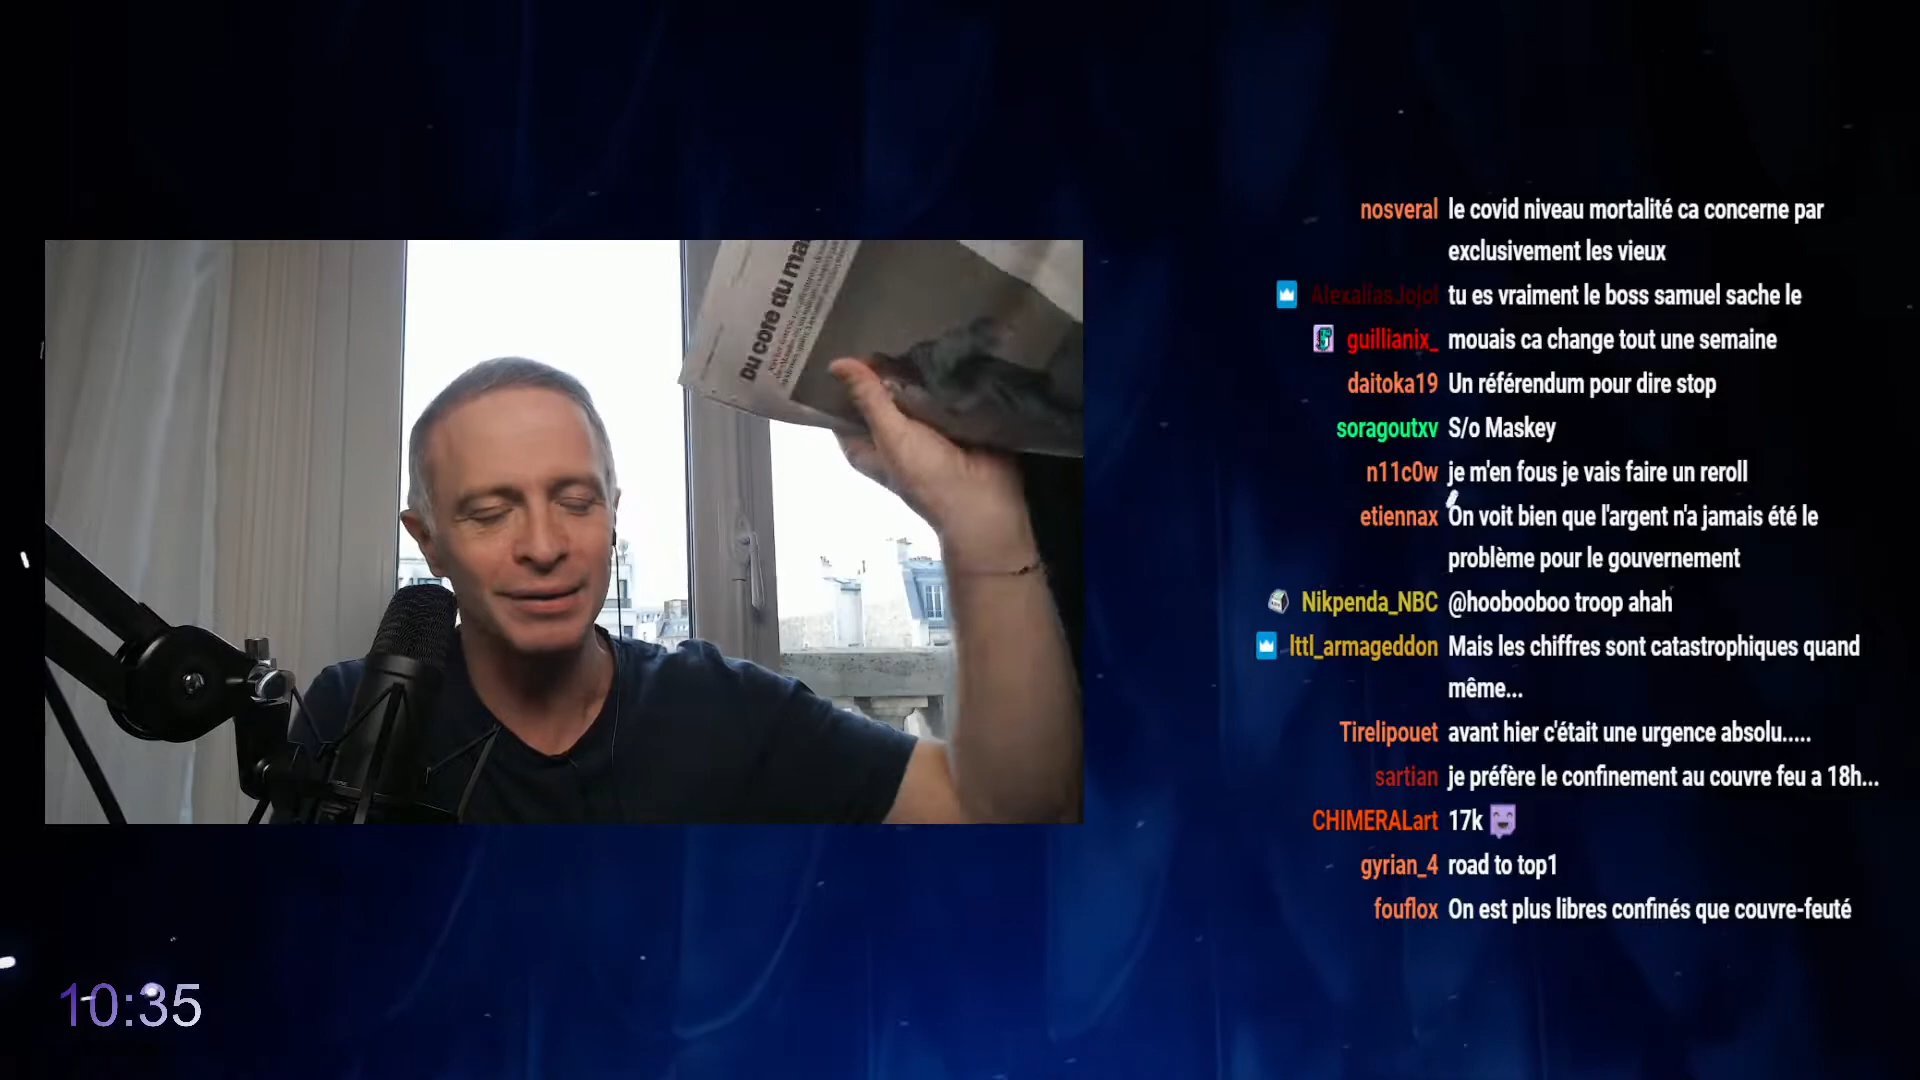 Du côté du ma
nosveral le covid niveau mortalité ca concerne par
exclusivement les vieux
AlexaliasJojo! tu es vraiment le boss samuel sache le
guillianix_ mouais ca change tout une semaine
daitoka19 Un référendum pour dire stop
soragoutxv S/o Maskey
n11c0w je m'en fous je vais faire un reroll
etiennax On voit bien que l'argent n'a jamais été le
problème pour le gouvernement
Nikpenda_NBC @hoobooboo troop ahah
lttl_armageddon Mais les chiffres sont catastrophiques quand
même...
Tirelipouet avant hier c'était une urgence absolu.....
sartian je préfère le confinement au couvre feu a 18h...
CHIMERALart 17k
gyrian_4 road to top1
fouflox On est plus libres confinés que couvre-feuté
10:35